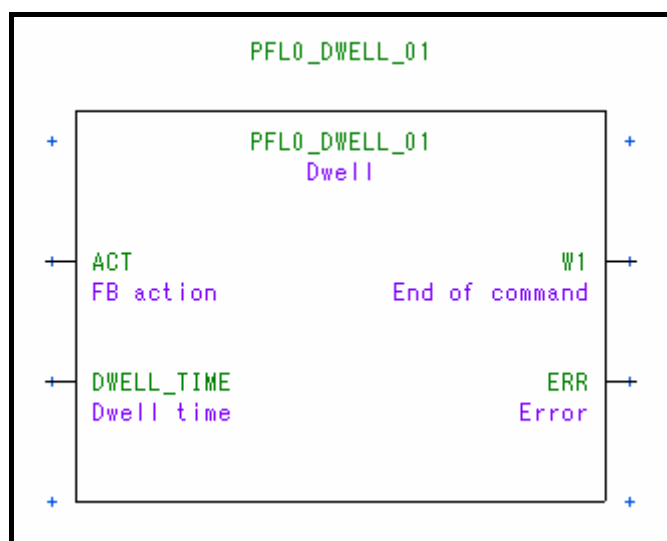 PFL0_DWELL_01
PFL0_DWELL_01
Dwell
ACT
W1
FB action
End of command
DWELL_TIME
ERR
Dwell time
Error